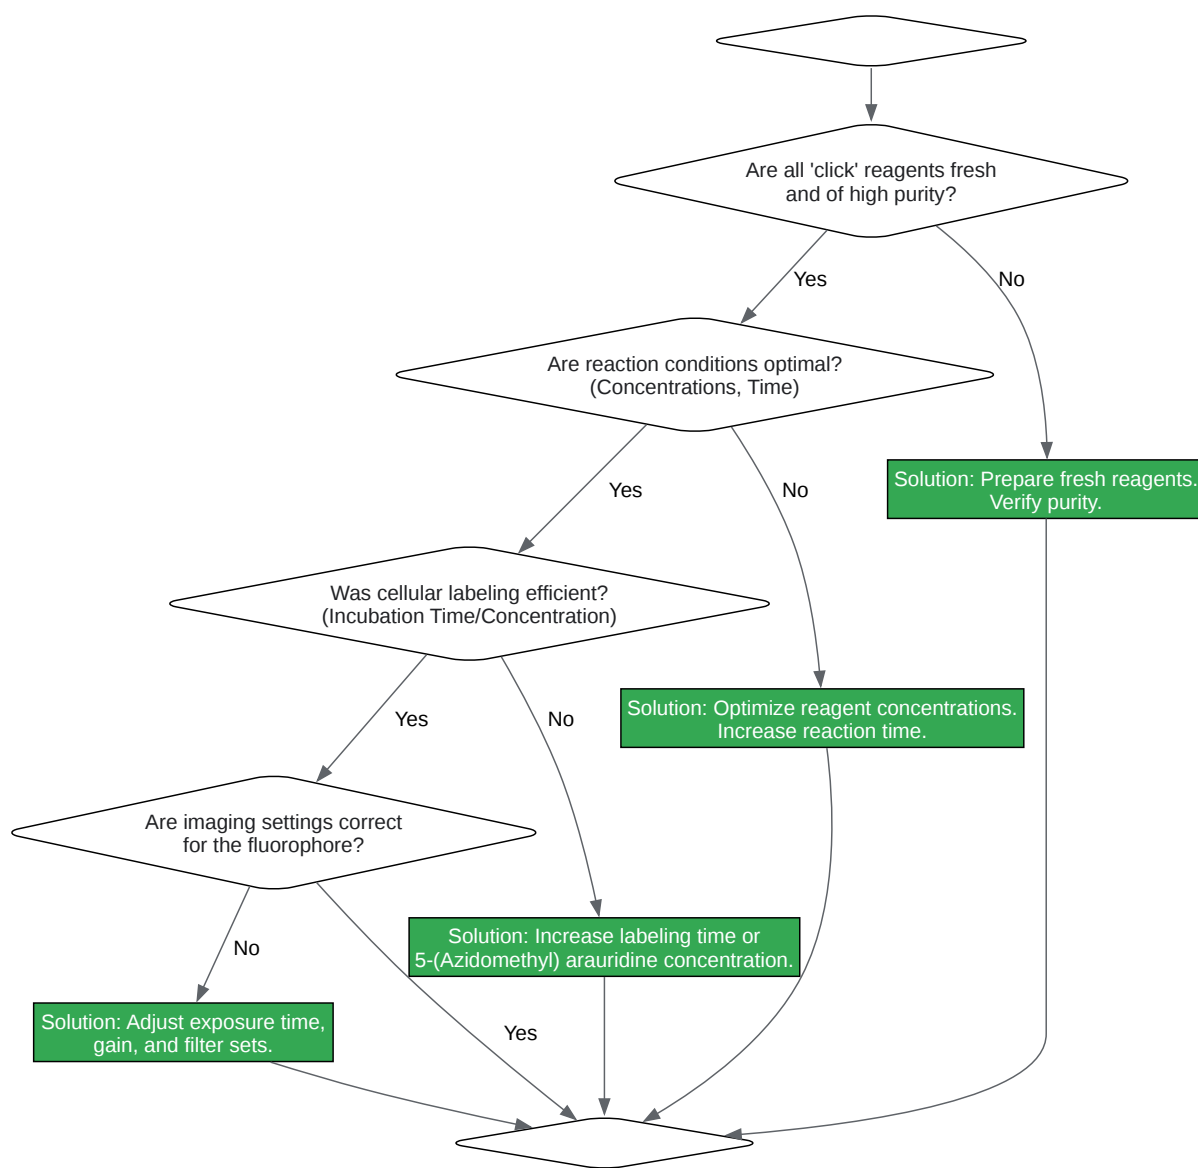 Are all 'click' reagents fresh
and of high purity?
Yes
No
Are reaction conditions optimal?
(Concentrations, Time)
Yes
No
Solution: Prepare fresh reagents.
Verify purity.
Was cellular labeling efficient?
(Incubation Time/Concentration)
Yes
No
Solution: Optimize reagent concentrations.
Increase reaction time.
Are imaging settings correct
for the fluorophore?
No
Yes
Solution: Increase labeling time or
5-(Azidomethyl) arauridine concentration.
Solution: Adjust exposure time,
gain, and filter sets.